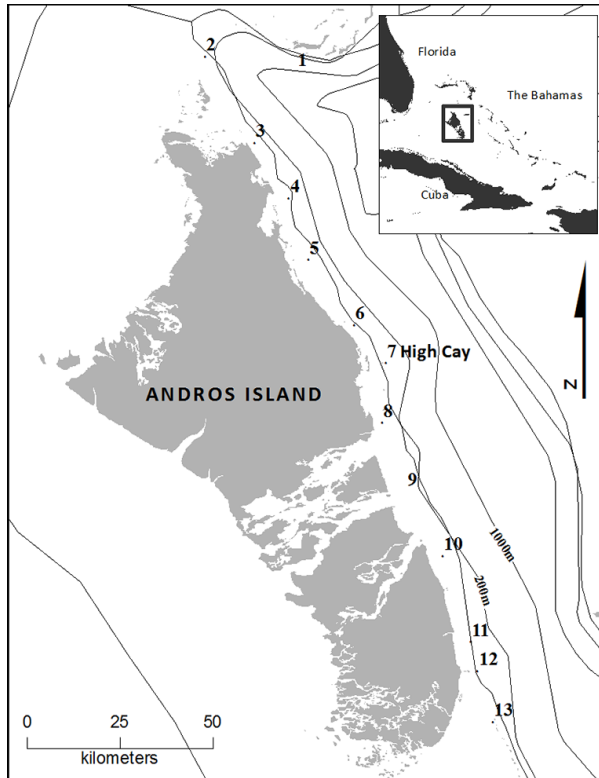 Florida
The Bahamas
Cuba
1
2
3
4
5
6
7 High Cay
ANDROS ISLAND
8
9
10
1000m
200m
11
12
13
N
0 25 50
kilometers